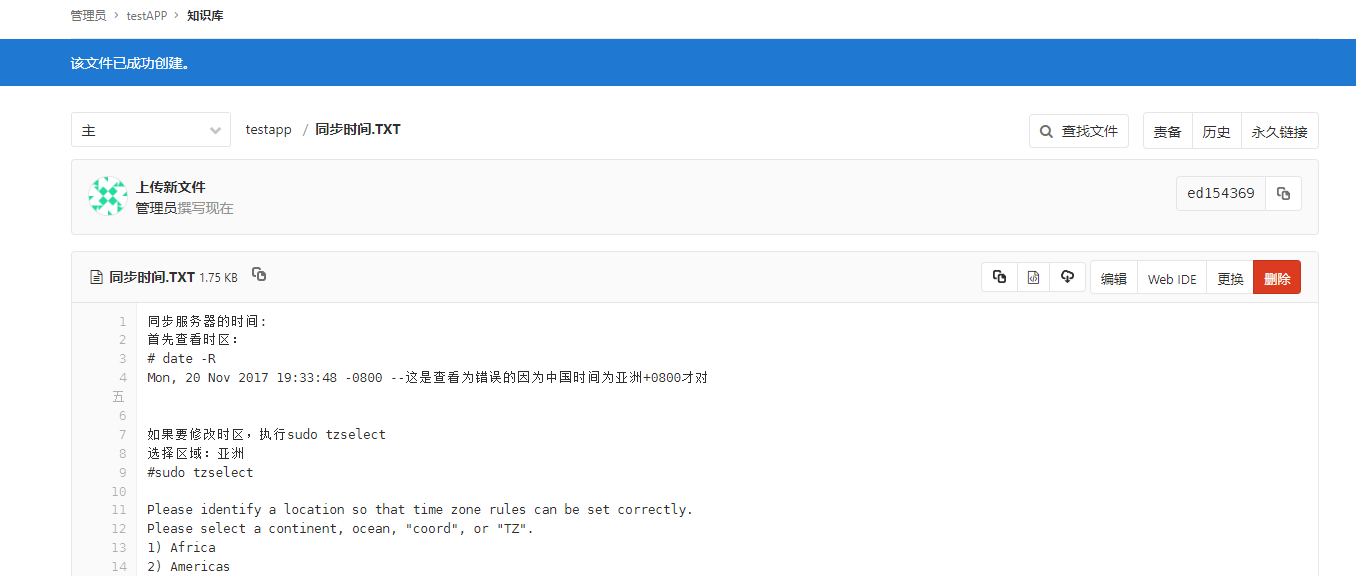 管理员 › testAPP › 知识库
该文件已成功创建。
主 testapp / 同步时间.TXT 查找文件 责备 历史 永久链接
上传新文件
管理员撰写现在
ed154369
同步时间.TXT 1.75 KB 编辑 Web IDE 更换 删除
1 同步服务器的时间:
2 首先查看时区:
3 # date -R
4 Mon, 20 Nov 2017 19:33:48 -0800 --这是查看为错误的因为中国时间为亚洲+0800才对
五
6
7 如果要修改时区，执行sudo tzselect
8 选择区域：亚洲
9 #sudo tzselect
10
11 Please identify a location so that time zone rules can be set correctly.
12 Please select a continent, ocean, "coord", or "TZ".
13 1) Africa
14 2) Americas